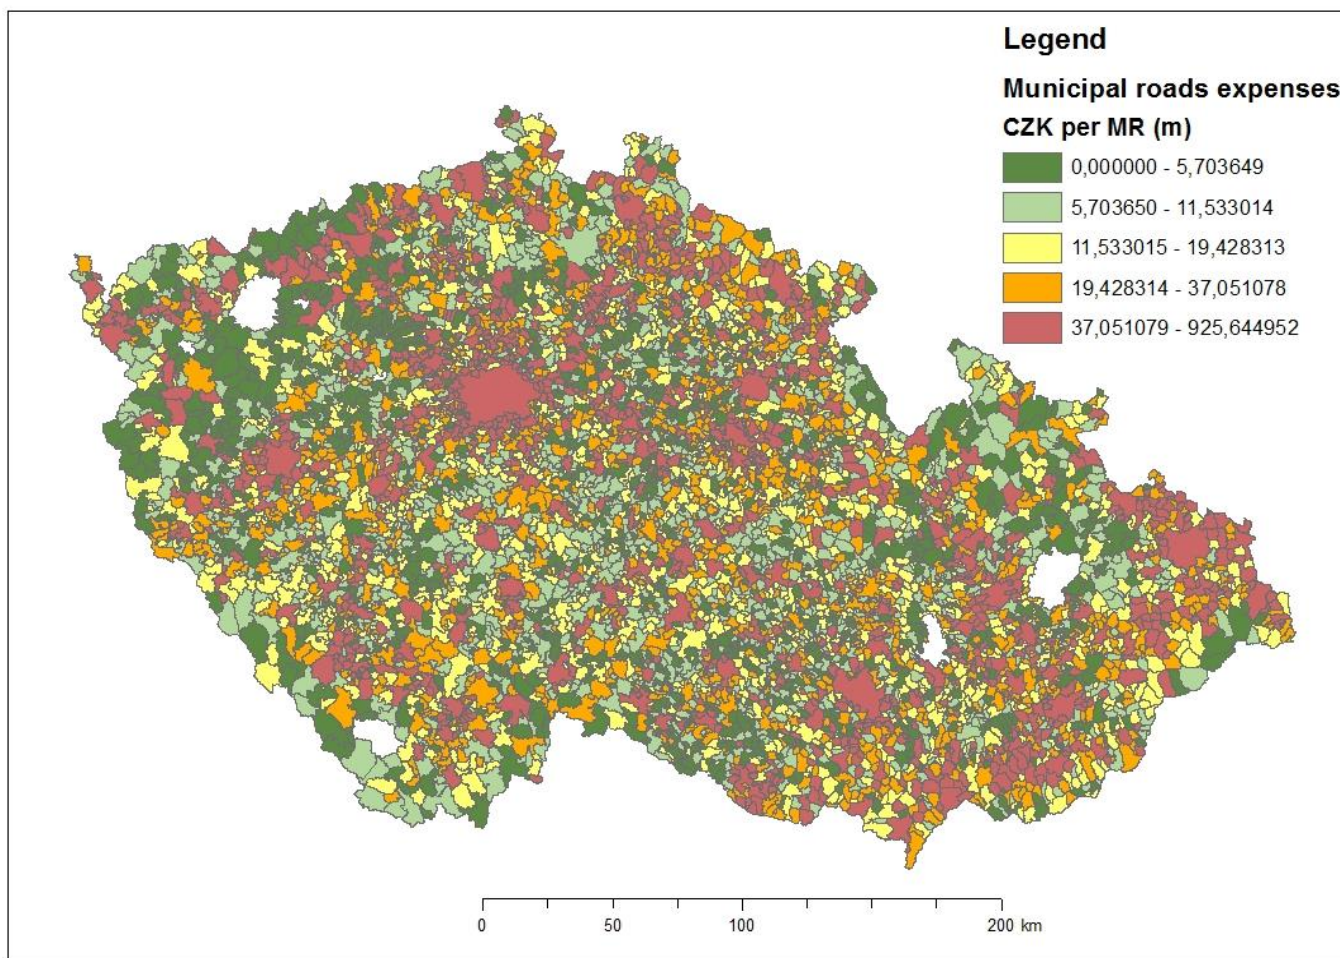 Legend
Municipal roads expenses
CZK per MR (m)
0,000000 - 5,703649
5,703650 - 11,533014
11,533015 - 19,428313
19,428314 - 37,051078
37,051079 - 925,644952
0 50 100 200 km